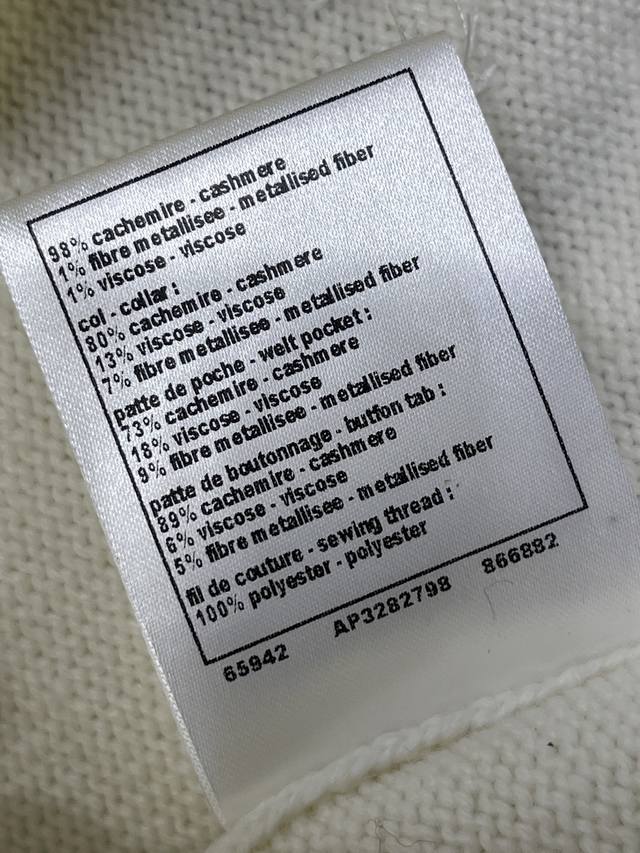 98% cachemire - cashmere
1% fibre metallisee - metallised fiber
1% viscose - viscose
col - collar :
80% cachemire - cashmere
13% viscose - viscose
7% fibre metallisee - metallised fiber
patte de poche - welt pocket :
73% cachemire - cashmere
18% viscose - viscose
9% fibre metallisee - metallised fiber
patte de boutonnage - button tab :
89% cachemire - cashmere
6% viscose - viscose
5% fibre metallisee - metallised fiber
fil de couture - sewing thread :
100% polyester - polyester
65942 AP3282798 866882